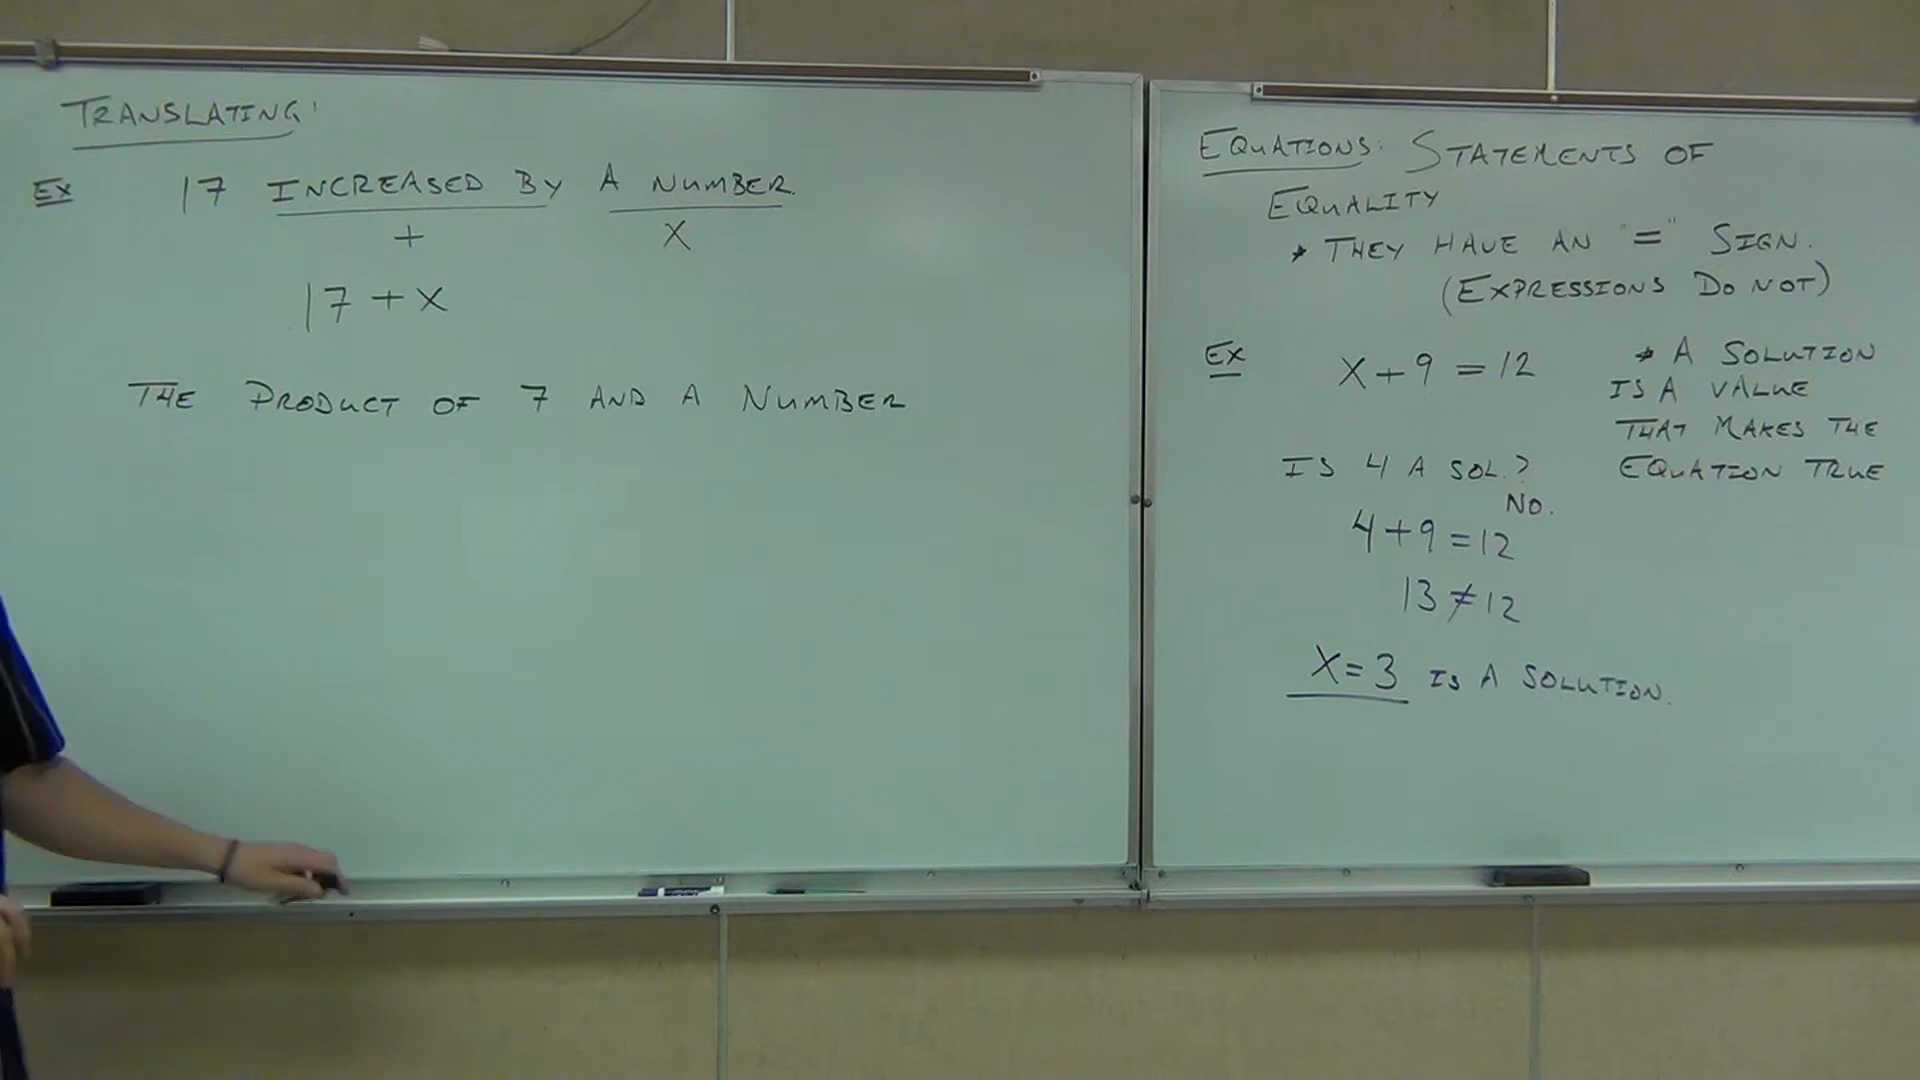 TRANSLATING:
EX 17 INCREASED BY A NUMBER.
+ X
17 + X
THE PRODUCT OF 7 AND A NUMBER
EQUATIONS: STATEMENTS OF
EQUALITY
* THEY HAVE AN "=" SIGN.
(EXPRESSIONS DO NOT)
EX X + 9 = 12
* A SOLUTION
IS A VALUE
THAT MAKES THE
EQUATION TRUE
IS 4 A SOL.?
NO.
4 + 9 = 12
13 ≠ 12
X = 3 IS A SOLUTION.